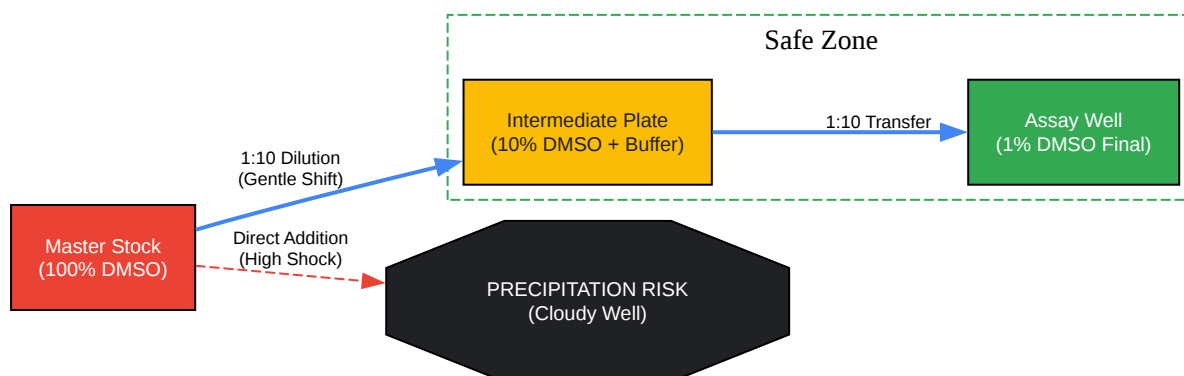 Safe Zone
Intermediate Plate
(10% DMSO + Buffer)
1:10 Transfer
Assay Well
(1% DMSO Final)
1:10 Dilution
(Gentle Shift)
Master Stock
(100% DMSO)
Direct Addition
(High Shock)
PRECIPITATION RISK
(Cloudy Well)